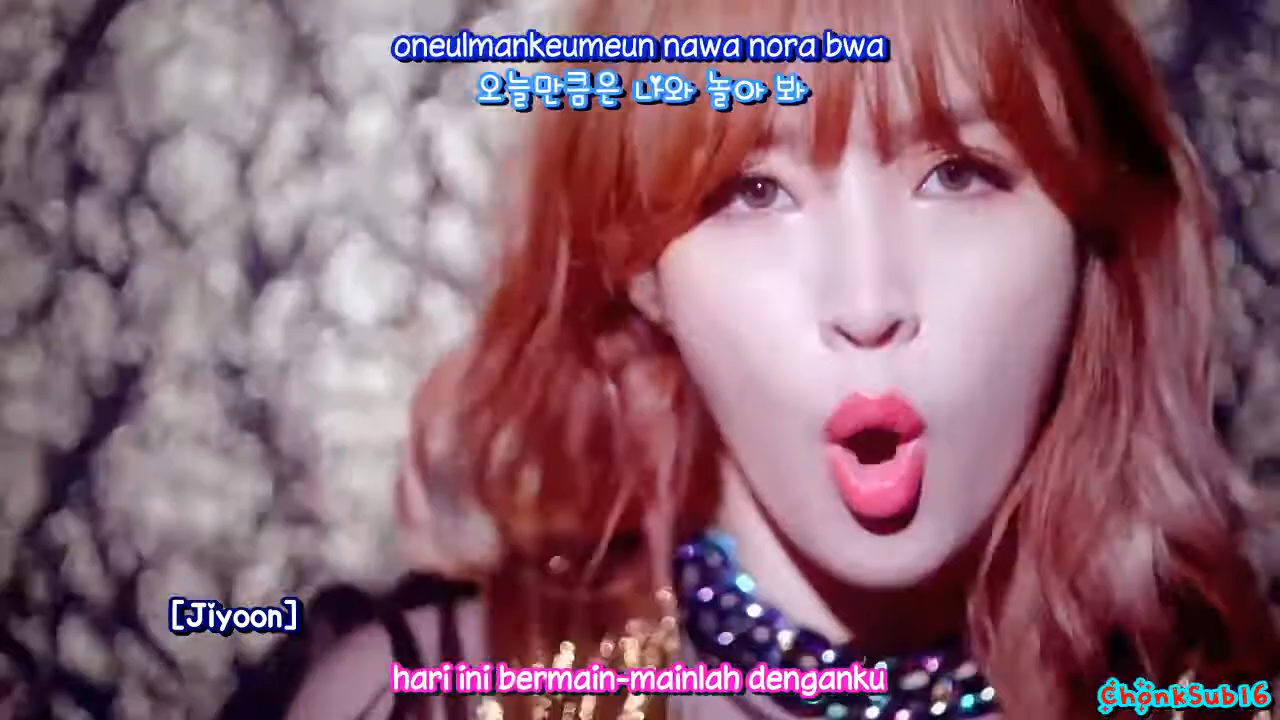 oneulmankeumeun nawa nora bwa
오늘만큼은 나와 놀아 봐
[Jiyoon]
hari ini bermain-mainlah denganku
ChonkSub16